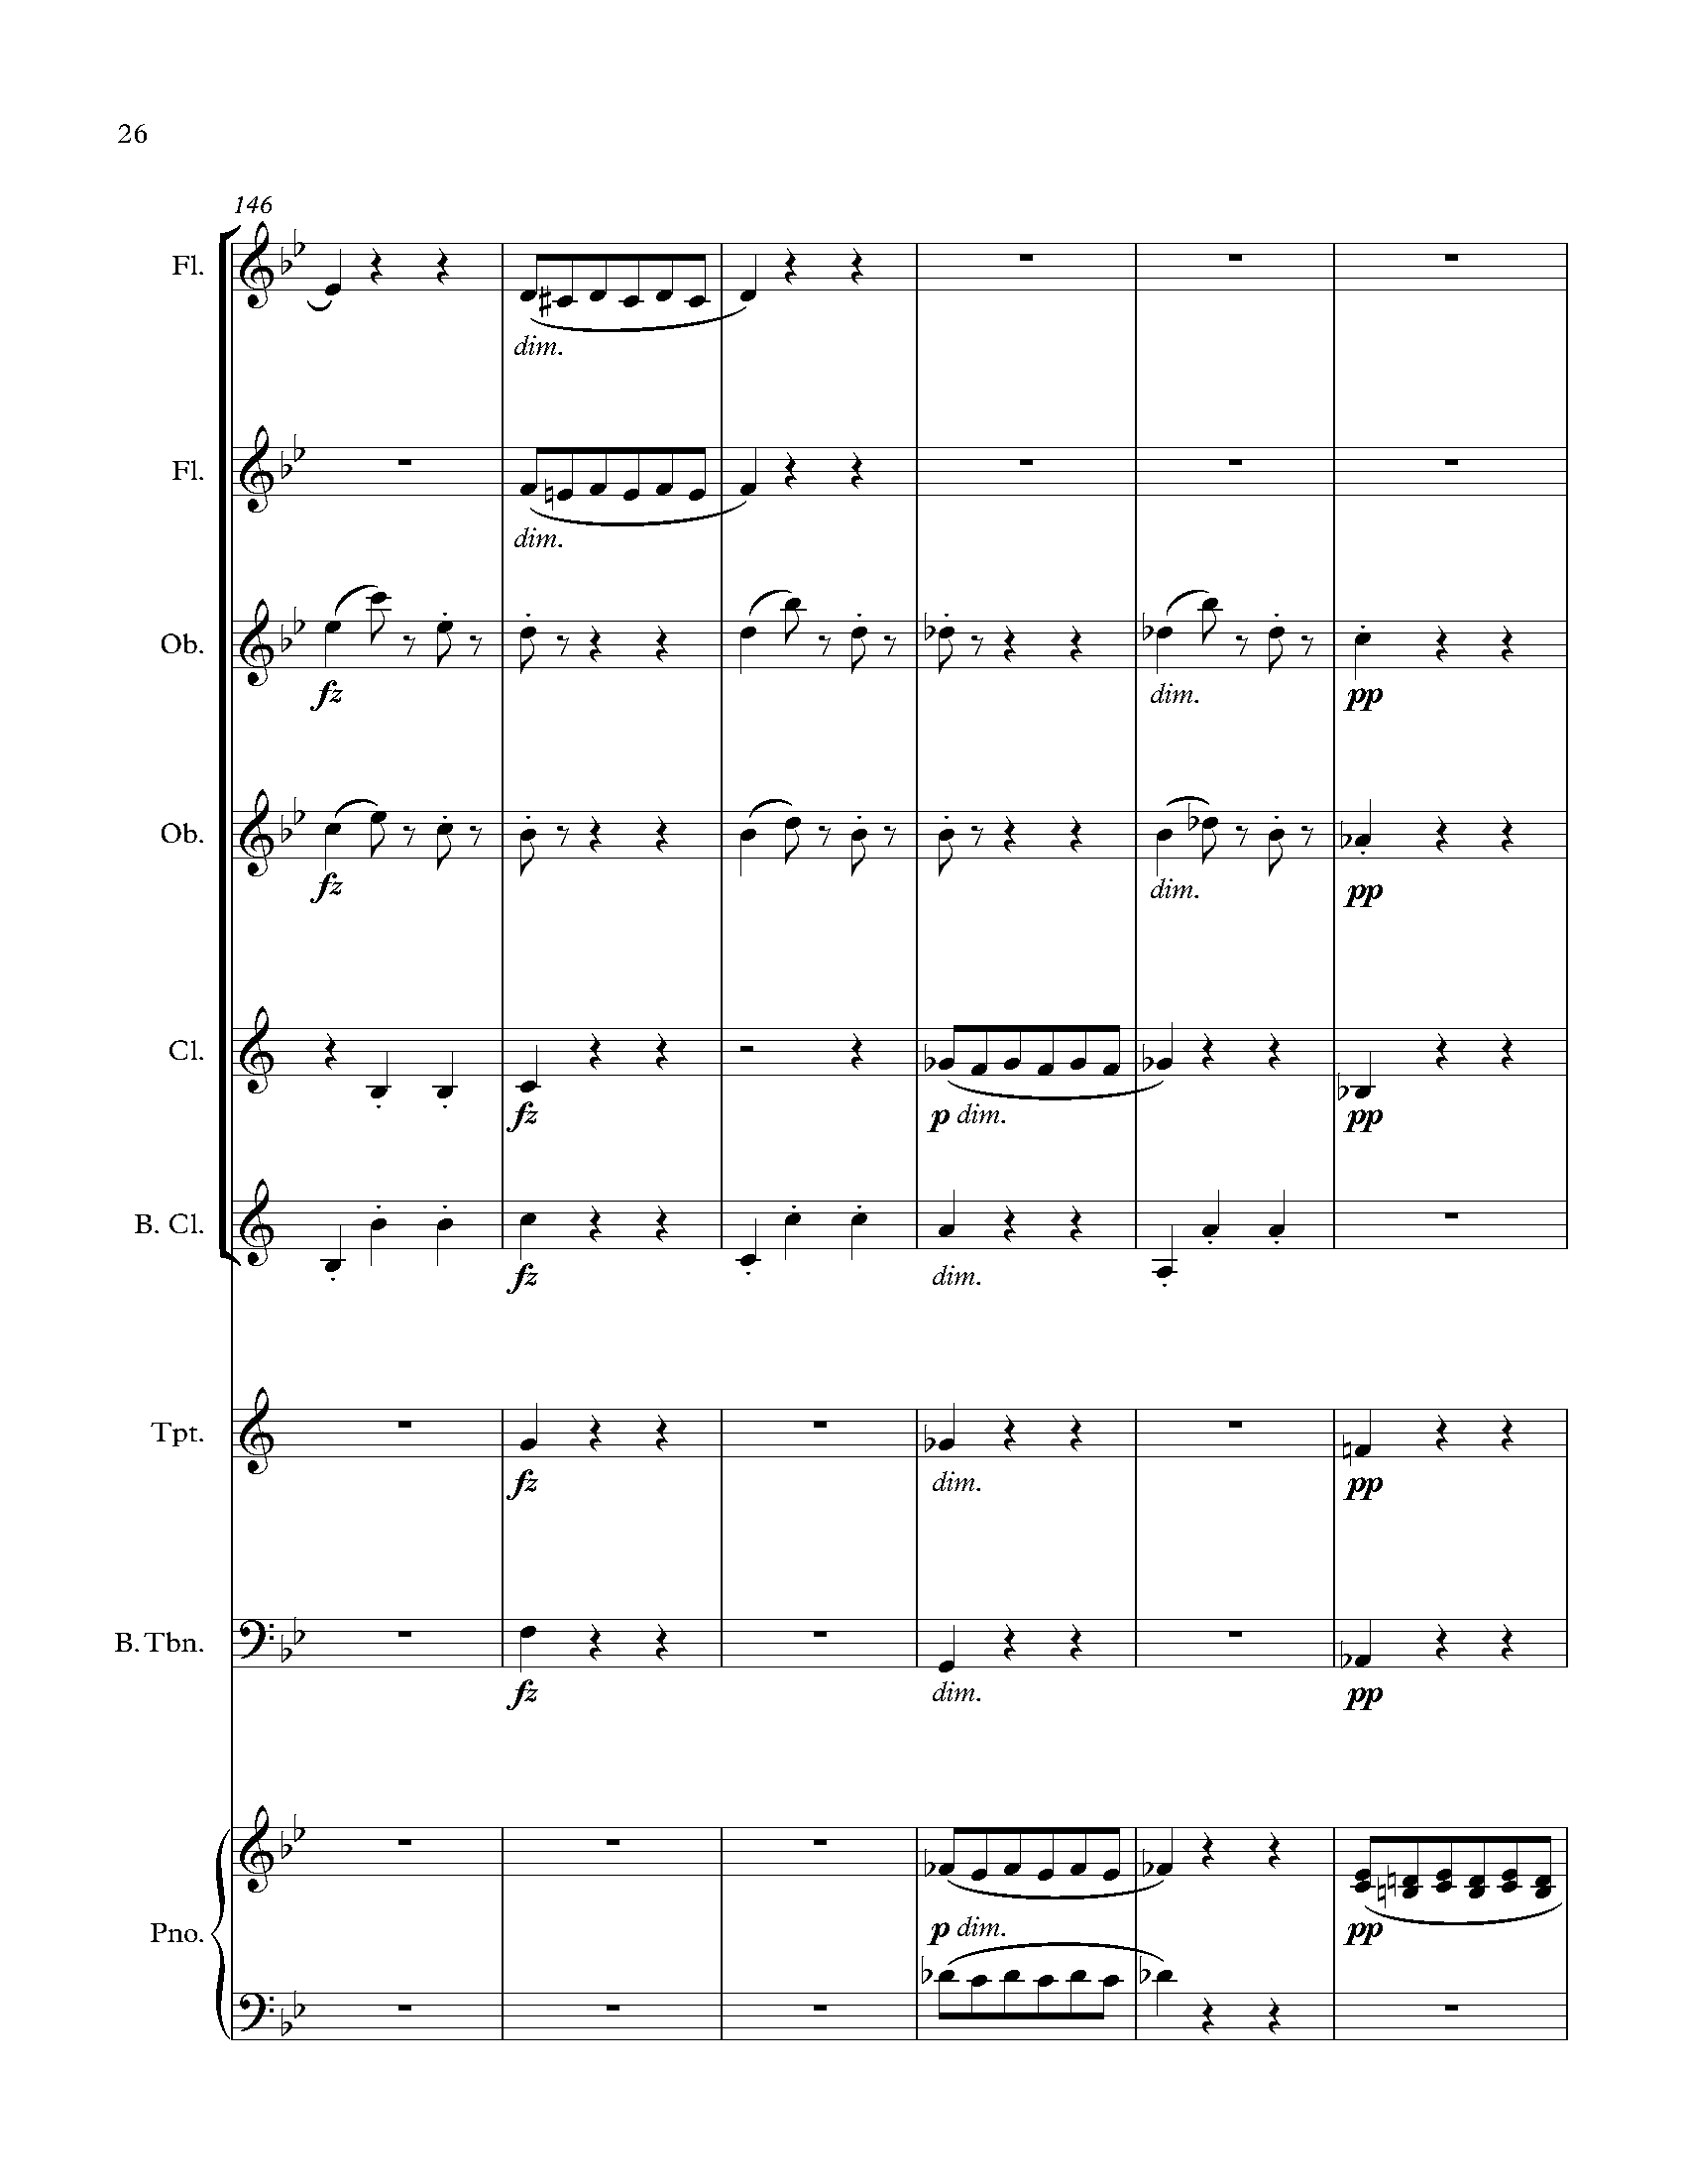 26
146
Fl.
dim.
Fl.
dim.
Ob.
fz dim. pp
Ob.
fz dim. pp
Cl.
fz p dim. pp
B. Cl.
fz dim.
Tpt.
fz dim. pp
B. Tbn.
fz dim. pp
Pno.
p dim. pp